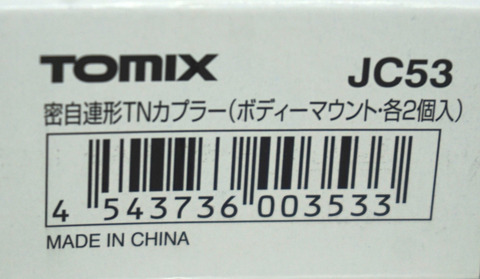 TOMIX JC53
密自連形TNカプラー(ボディーマウント・各2個入)
4 543736 003533
MADE IN CHINA